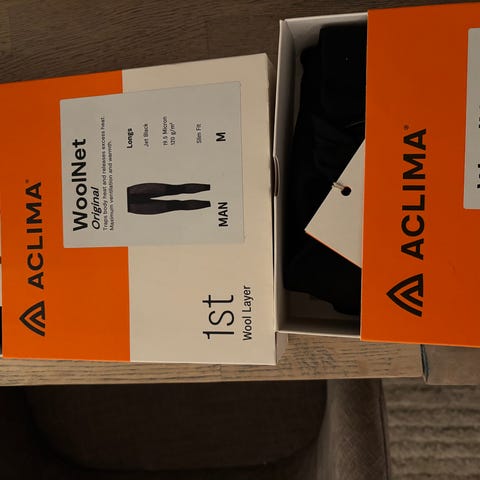 ACLIMA®
WoolNet
Original
Traps body heat and releases excess heat.
Maximum ventilation and warmth.
Longs
Jet Black
19,5 Micron
120 g/m²
Slim Fit
MAN
M
1st
Wool Layer
ACLIMA®